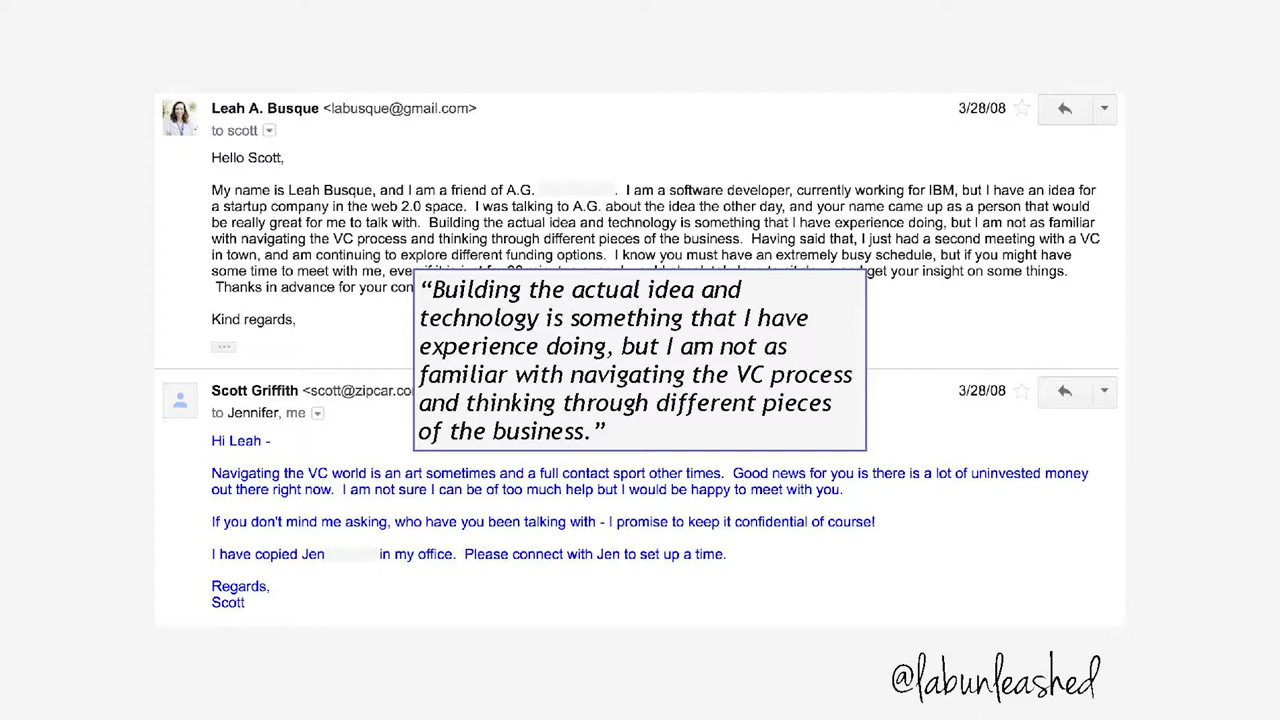 Leah A. Busque <labusque@gmail.com>
3/28/08
to scott
Hello Scott,
My name is Leah Busque, and I am a friend of A.G. . I am a software developer, currently working for IBM, but I have an idea for
a startup company in the web 2.0 space. I was talking to A.G. about the idea the other day, and your name came up as a person that would
be really great for me to talk with. Building the actual idea and technology is something that I have experience doing, but I am not as familiar
with navigating the VC process and thinking through different pieces of the business. Having said that, I just had a second meeting with a VC
in town, and am continuing to explore different funding options. I know you must have an extremely busy schedule, but if you might have
some time to meet with me, get your insight on some things.
Thanks in advance for your
Kind regards,
“Building the actual idea and
technology is something that I have
experience doing, but I am not as
familiar with navigating the VC process
and thinking through different pieces
of the business.”
Scott Griffith <scott@zipcar.co
3/28/08
to Jennifer, me
Hi Leah -
Navigating the VC world is an art sometimes and a full contact sport other times. Good news for you is there is a lot of uninvested money
out there right now. I am not sure I can be of too much help but I would be happy to meet with you.
If you don't mind me asking, who have you been talking with - I promise to keep it confidential of course!
I have copied Jen in my office. Please connect with Jen to set up a time.
Regards,
Scott
@labunleashed